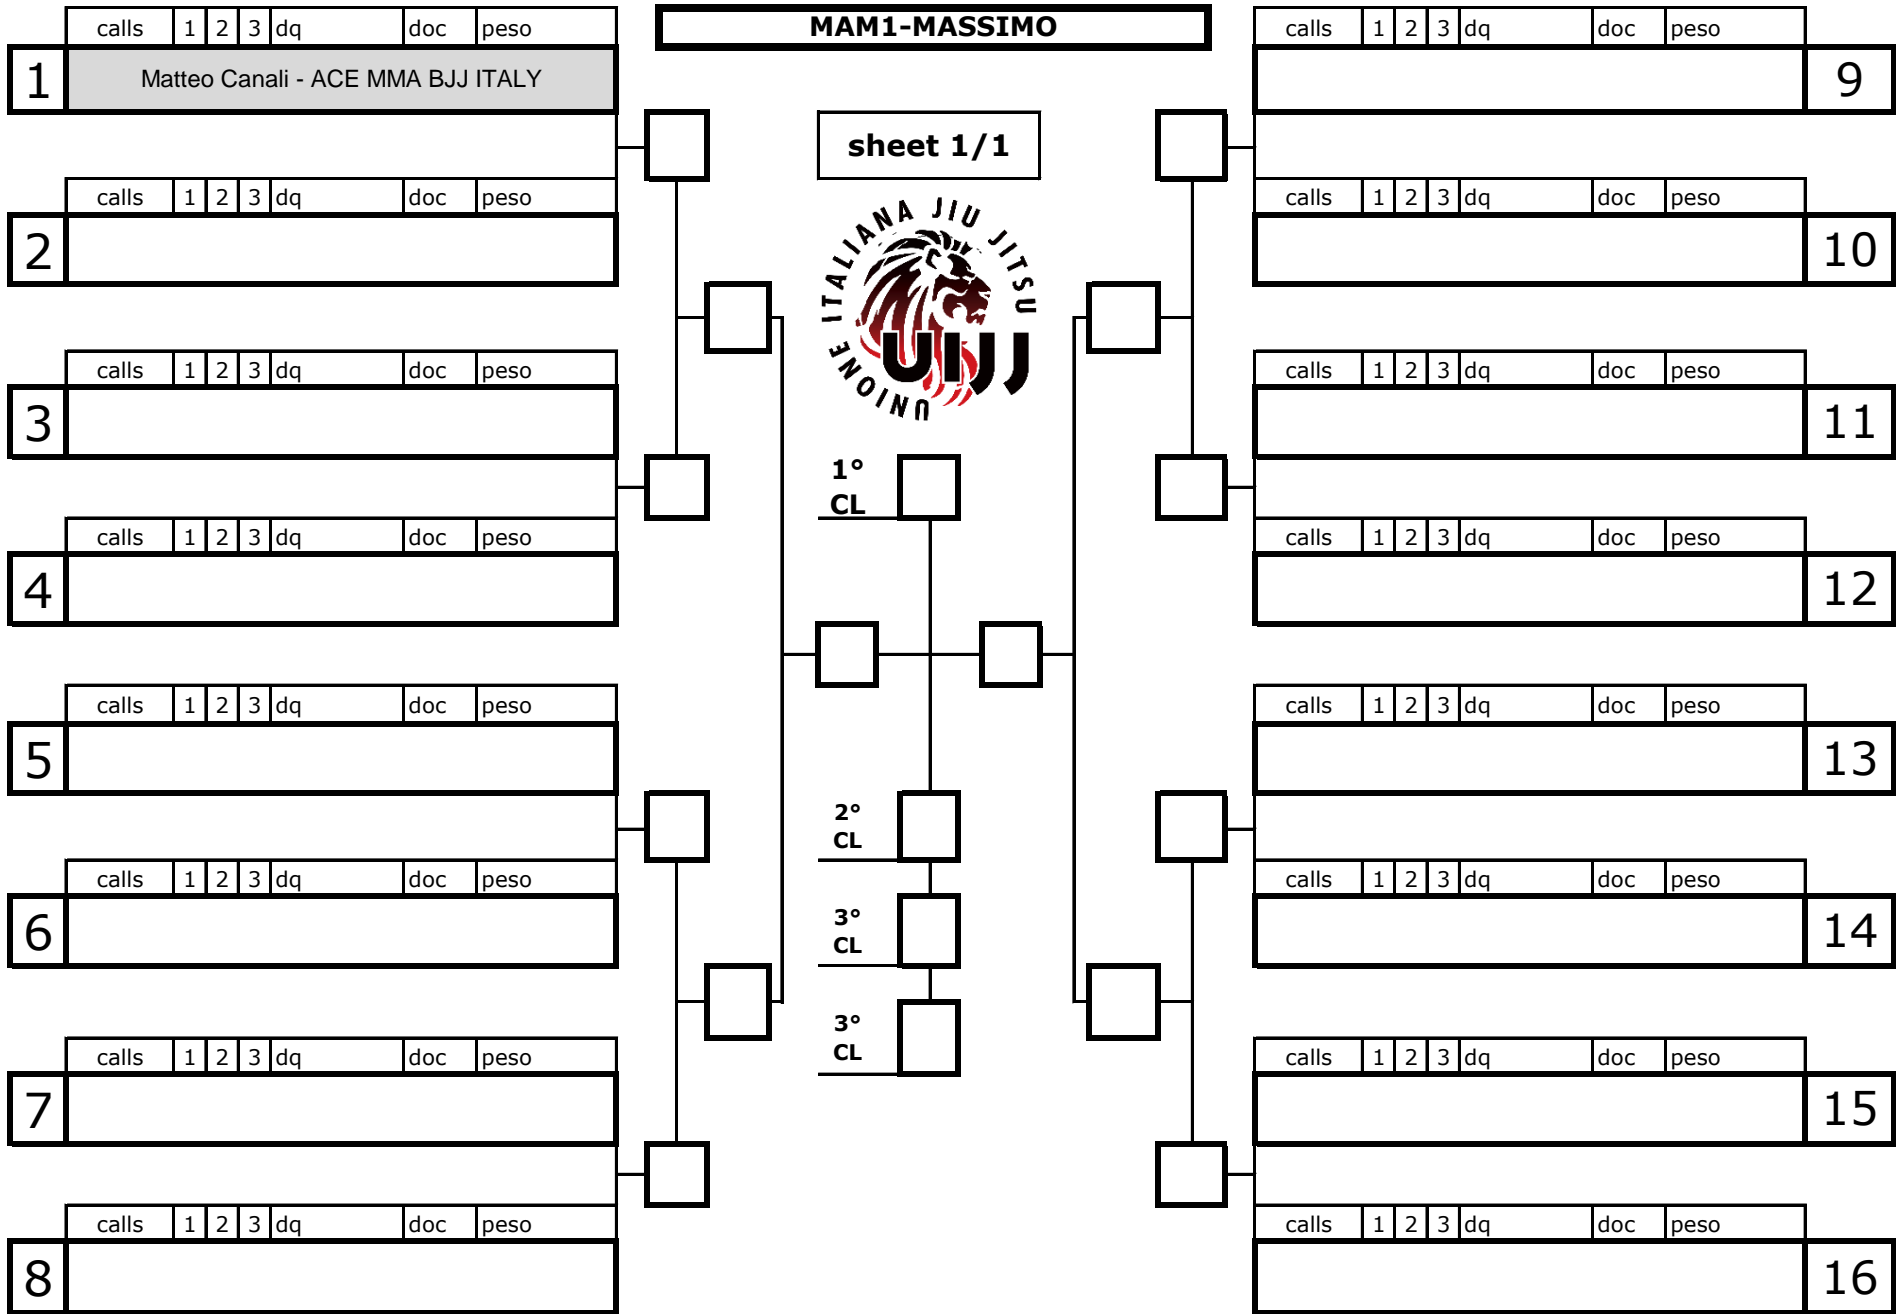 MAM1-MASSIMO
sheet 1/1
UNIONE ITALIANA JIU JITSU
UIJJ
calls 1 2 3 dq doc peso
1 Matteo Canali - ACE MMA BJJ ITALY
calls 1 2 3 dq doc peso
2
calls 1 2 3 dq doc peso
3
calls 1 2 3 dq doc peso
4
calls 1 2 3 dq doc peso
5
calls 1 2 3 dq doc peso
6
calls 1 2 3 dq doc peso
7
calls 1 2 3 dq doc peso
8
1°
CL
2°
CL
3°
CL
3°
CL
calls 1 2 3 dq doc peso
9
calls 1 2 3 dq doc peso
10
calls 1 2 3 dq doc peso
11
calls 1 2 3 dq doc peso
12
calls 1 2 3 dq doc peso
13
calls 1 2 3 dq doc peso
14
calls 1 2 3 dq doc peso
15
calls 1 2 3 dq doc peso
16